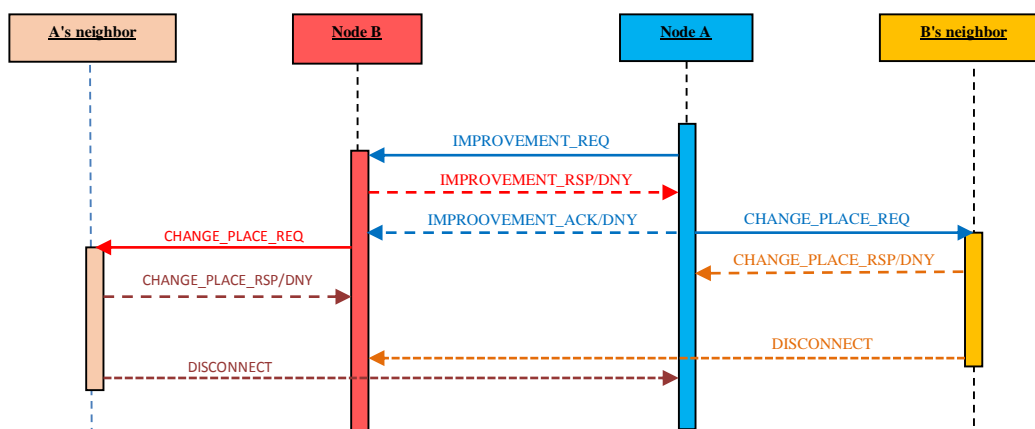 A's neighbor
Node B
Node A
B's neighbor
IMPROVEMENT_REQ
IMPROVEMENT_RSP/DNY
IMPROOVEMENT_ACK/DNY
CHANGE_PLACE_REQ
CHANGE_PLACE_REQ
CHANGE_PLACE_RSP/DNY
CHANGE_PLACE_RSP/DNY
DISCONNECT
DISCONNECT